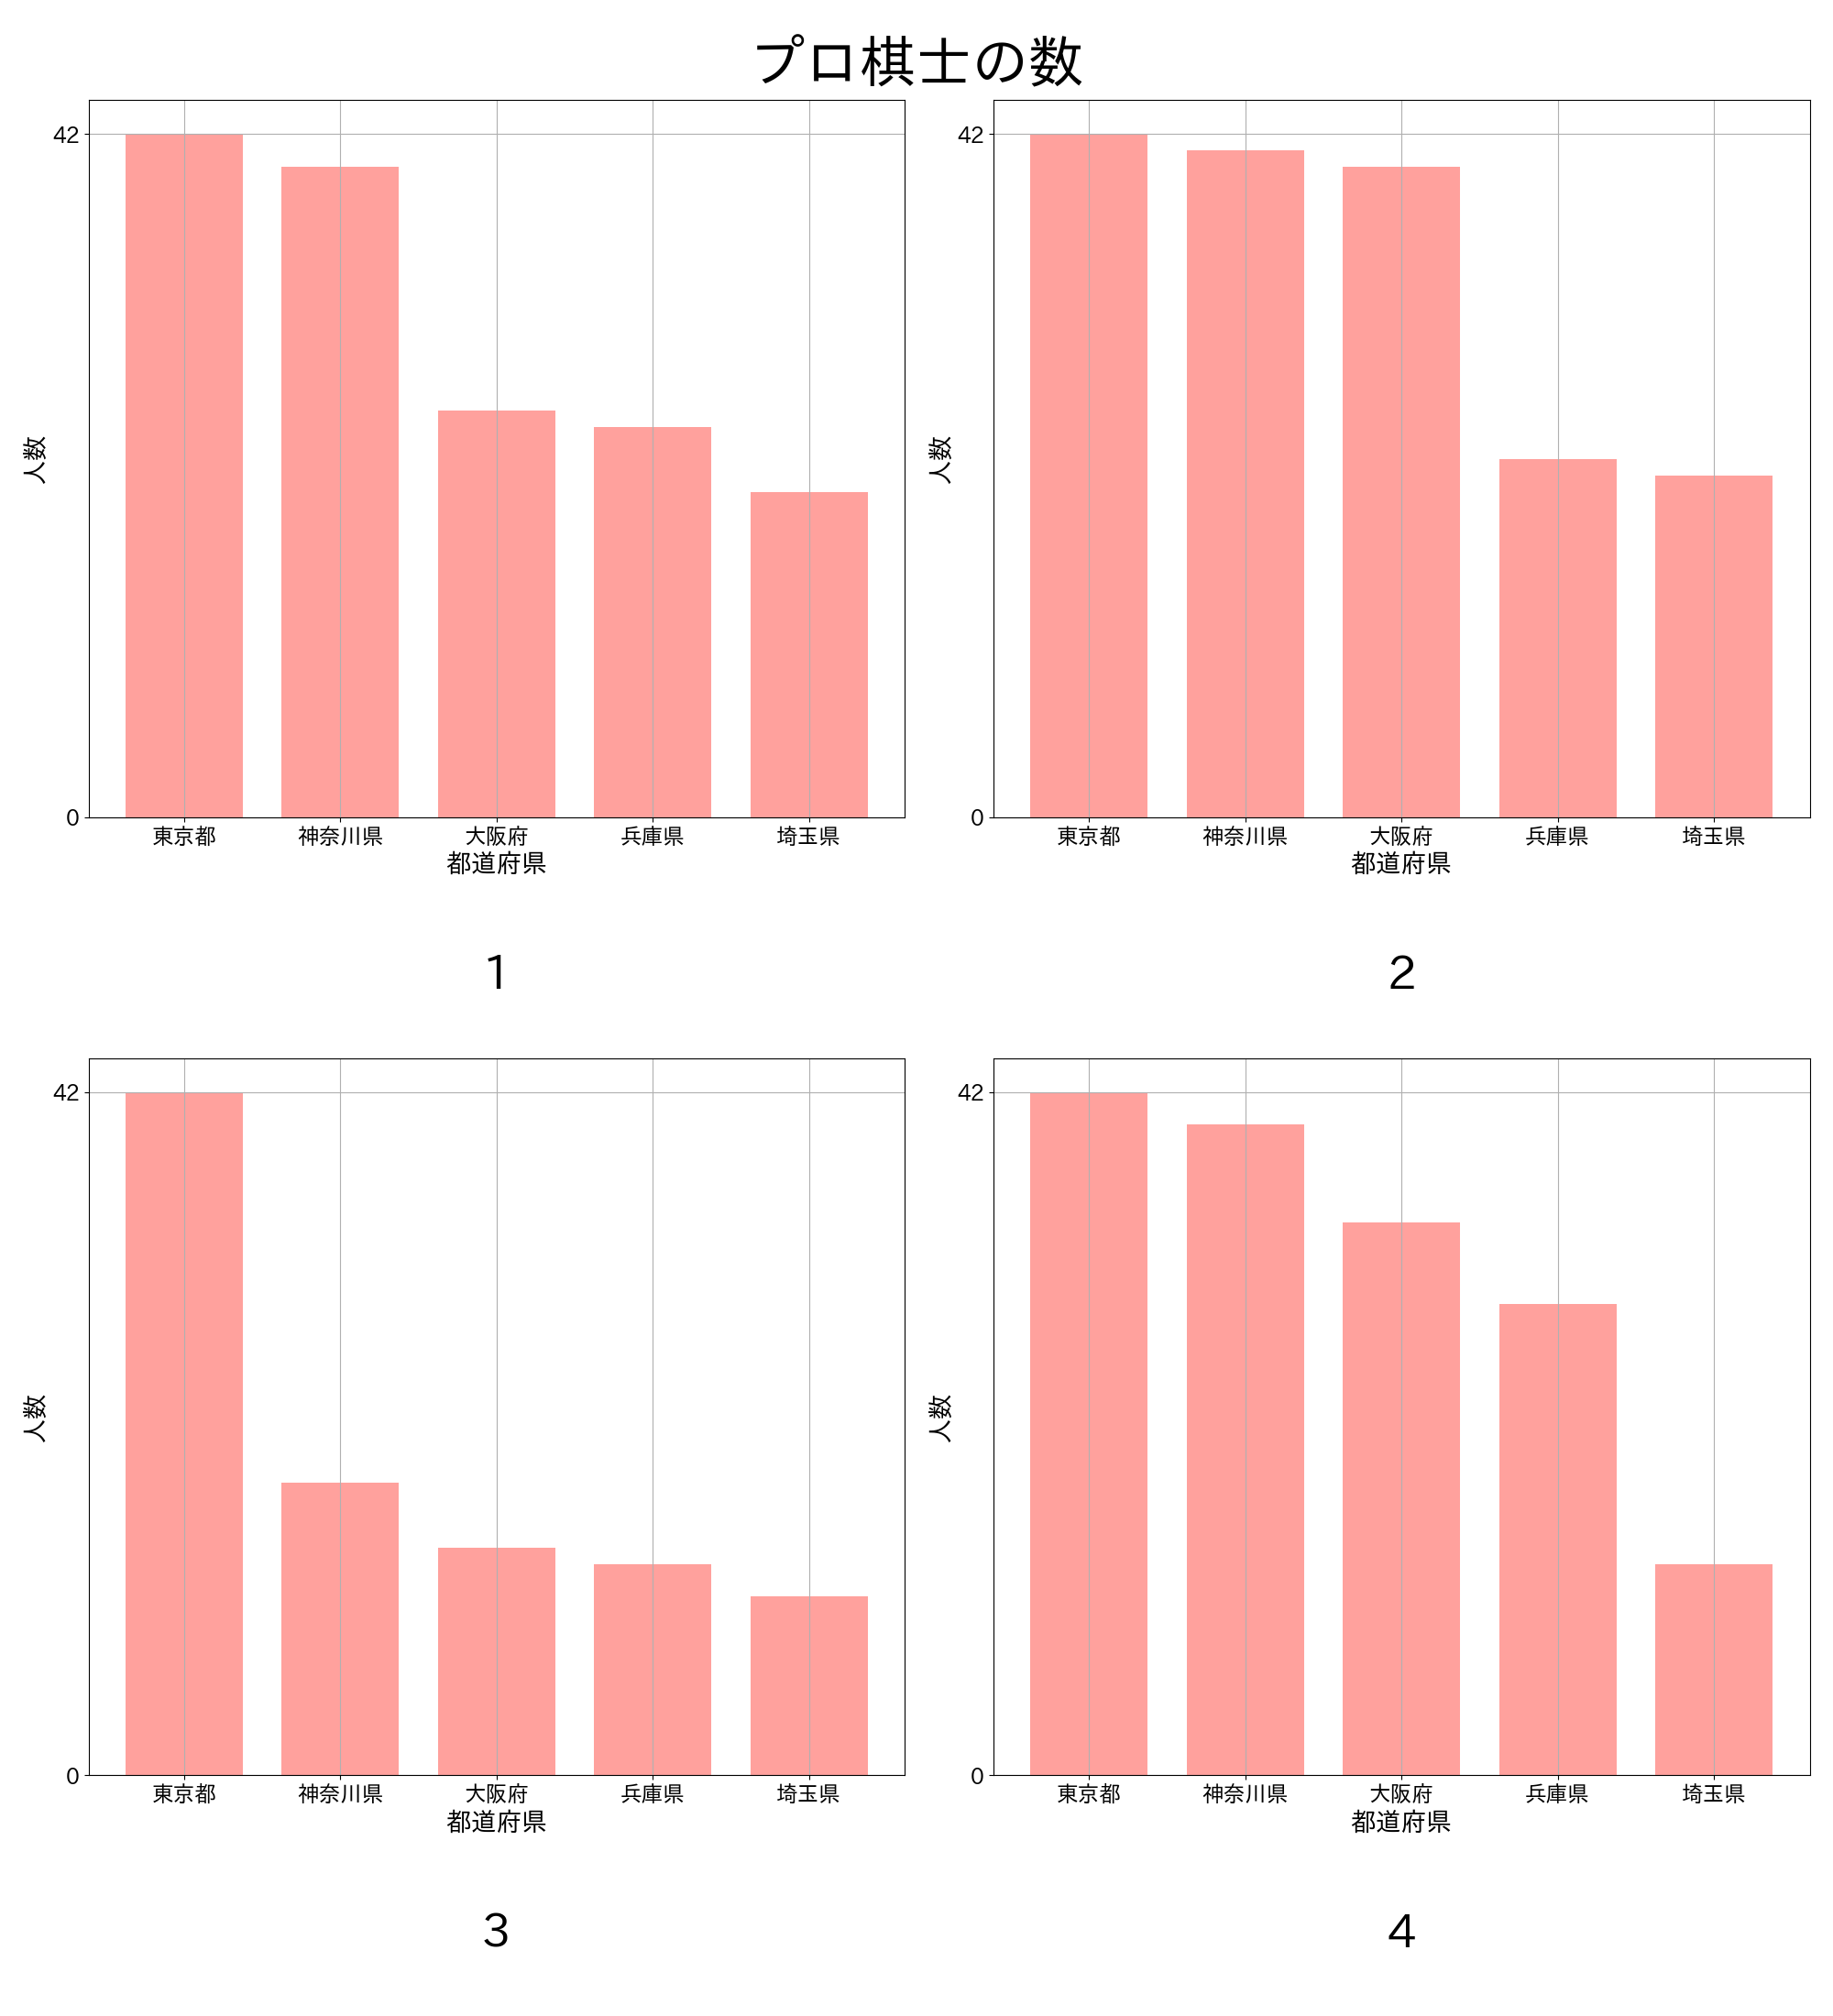 プロ棋士の数
42
0
人数
東京都 神奈川県 大阪府 兵庫県 埼玉県
都道府県
1
42
0
人数
東京都 神奈川県 大阪府 兵庫県 埼玉県
都道府県
2
42
0
人数
東京都 神奈川県 大阪府 兵庫県 埼玉県
都道府県
3
42
0
人数
東京都 神奈川県 大阪府 兵庫県 埼玉県
都道府県
4